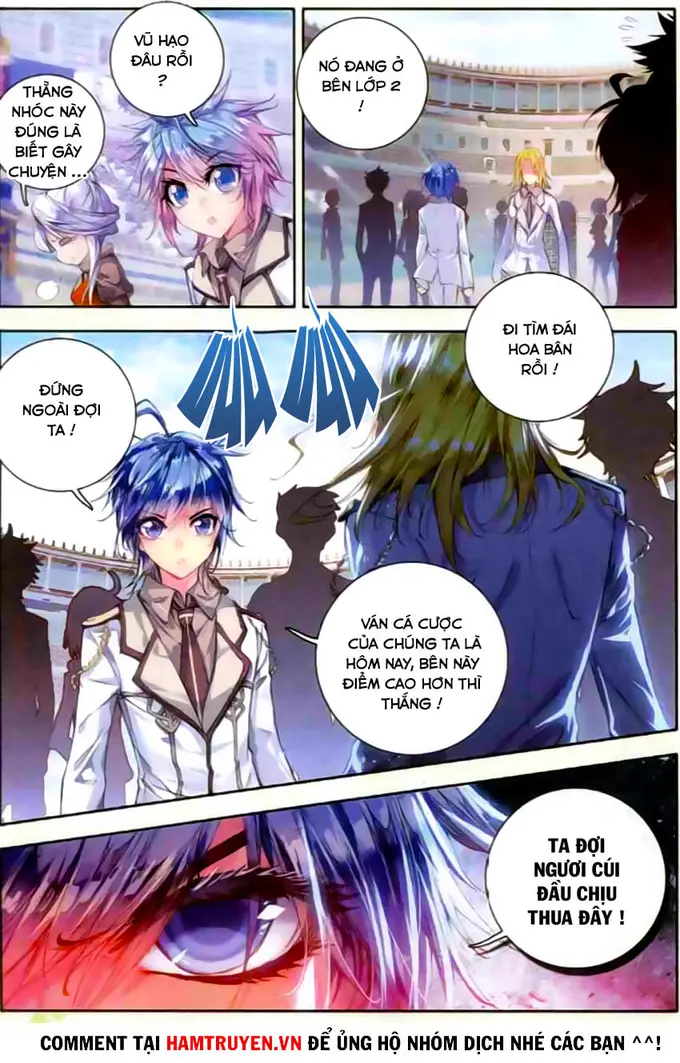 VŨ HẠO
ĐÂU RỒI
?
THẰNG
NHÓC NÀY
ĐÚNG LÀ
BIẾT GÂY
CHUYỆN ...
NÓ ĐANG Ở
BÊN LỚP 2
!
ĐI TÌM ĐÁI
HOA BÂN
RỒI !
ĐỨNG
NGOÀI ĐỢI
TA !
VÁN CÁ CƯỢC
CỦA CHÚNG TA LÀ
HÔM NAY, BÊN NÀY
ĐIỂM CAO HƠN THÌ
THẮNG !
TA ĐỢI
NGƯƠI CÚI
ĐẦU CHỊU
THUA ĐÂY !
COMMENT TẠI HAMTRUYEN.VN ĐỂ ỦNG HỘ NHÓM DỊCH NHÉ CÁC BẠN ^^!